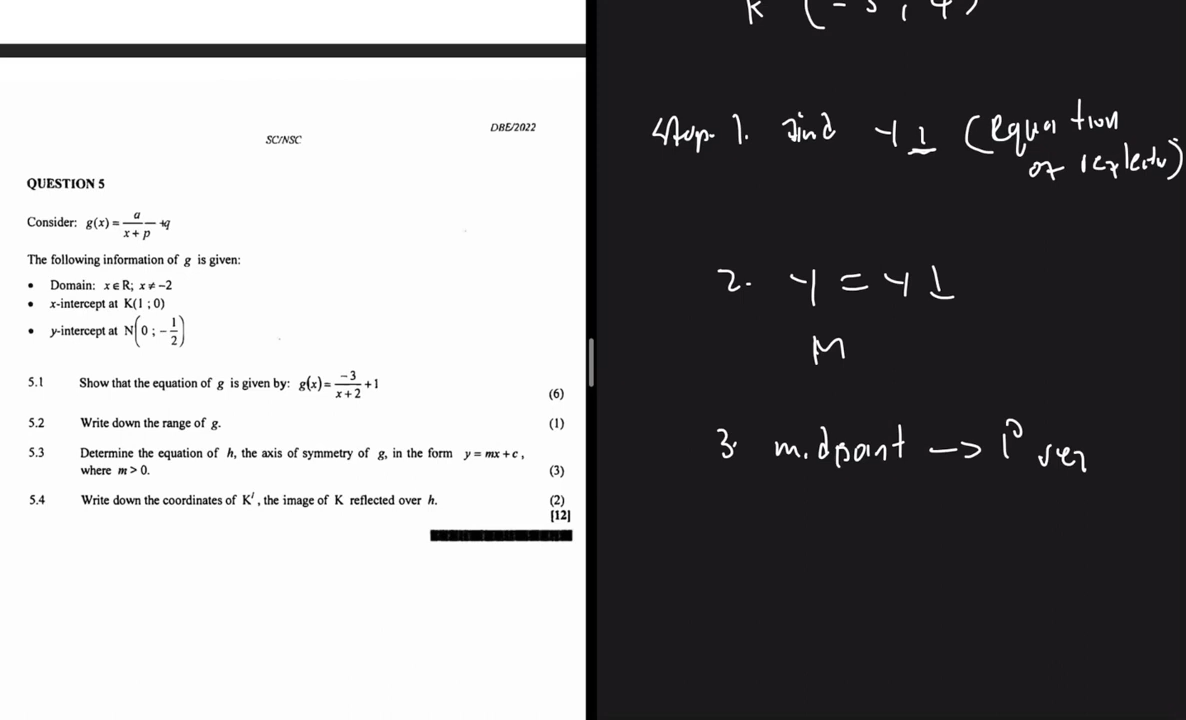 DBE/2022
SC/NSC
QUESTION 5
Consider: g(x) = a/(x + p) + q
The following information of g is given:
• Domain: x ∈ R; x ≠ −2
• x-intercept at K(1 ; 0)
• y-intercept at N(0 ; −1/2)
5.1 Show that the equation of g is given by: g(x) = −3/(x + 2) + 1 (6)
5.2 Write down the range of g. (1)
5.3 Determine the equation of h, the axis of symmetry of g, in the form y = mx + c,
where m > 0. (3)
5.4 Write down the coordinates of K′, the image of K reflected over h. (2)
[12]
K (−3 ; 4)
Step 1. Find y⊥ (equation
of
2. y = y⊥
M
3. midpoint →